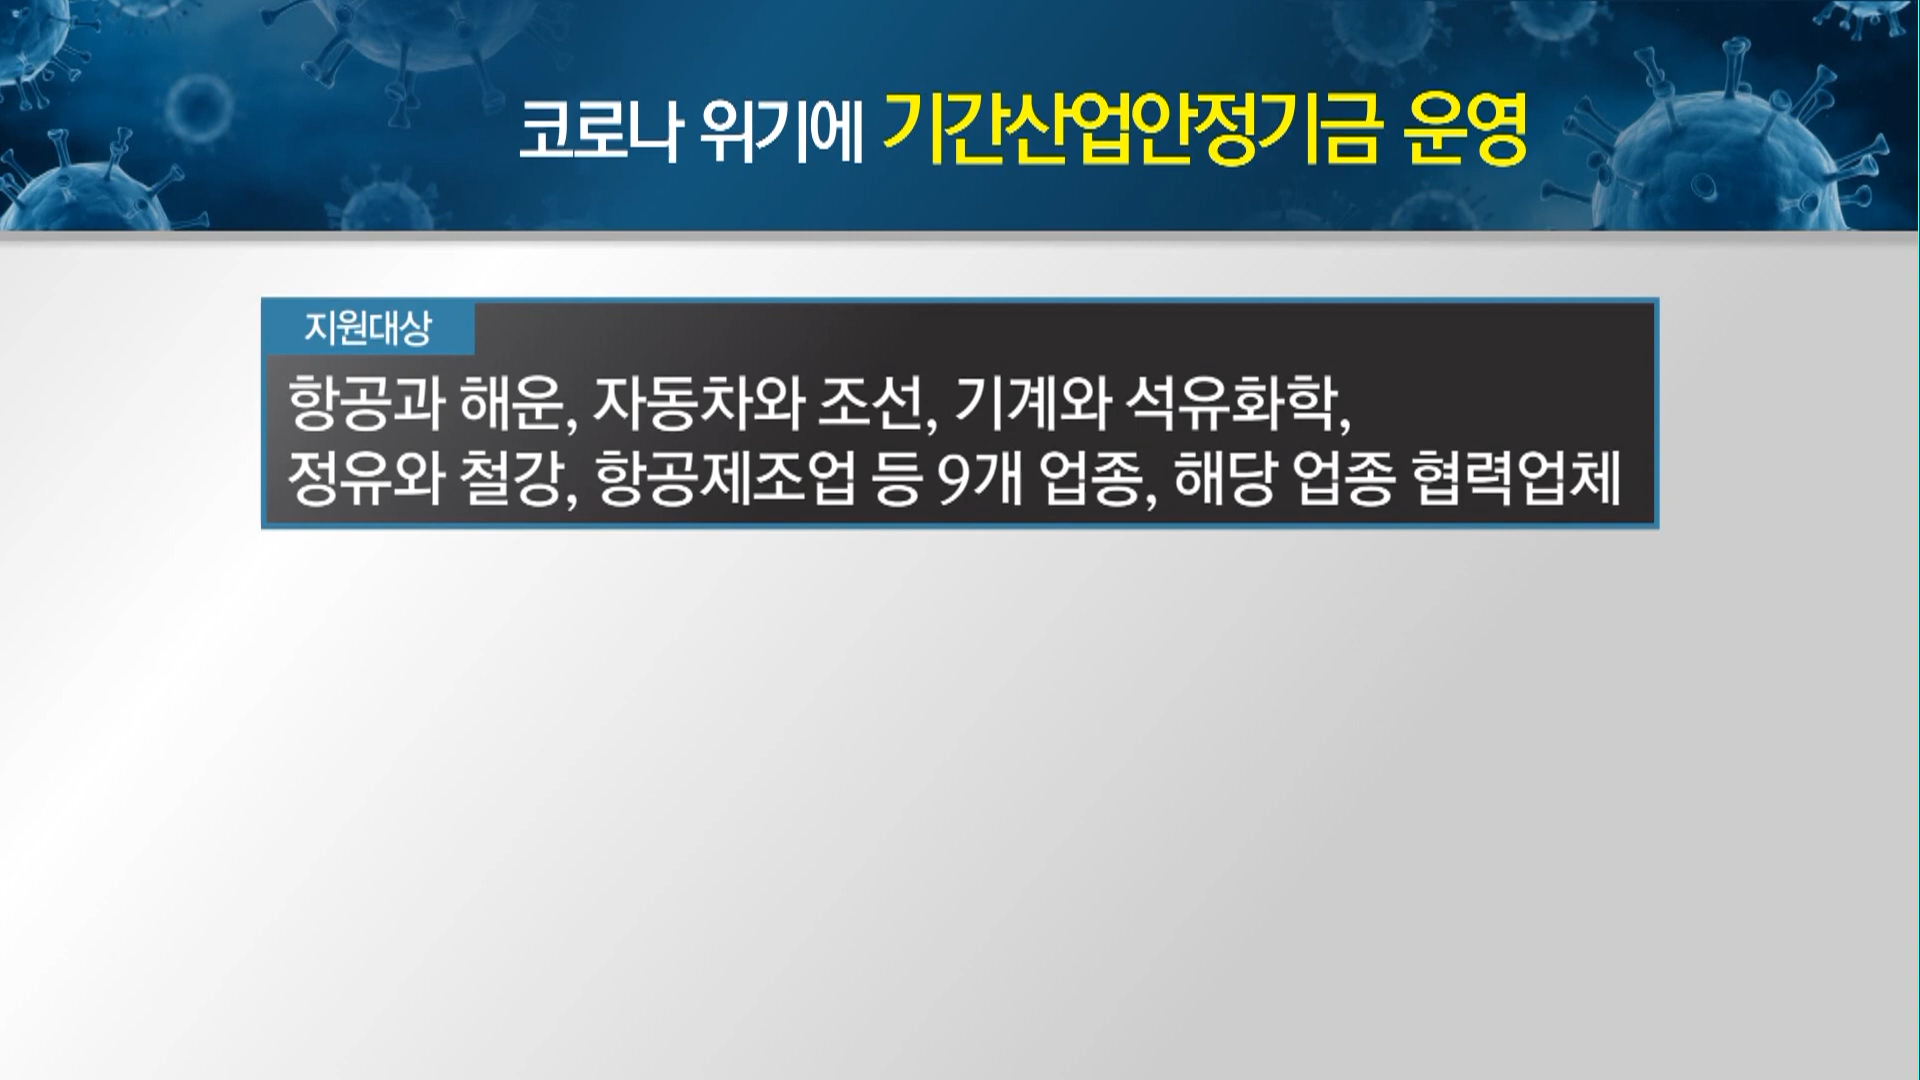 코로나 위기에 기간산업안정기금 운영
지원대상
항공과 해운, 자동차와 조선, 기계와 석유화학,
정유와 철강, 항공제조업 등 9개 업종, 해당 업종 협력업체